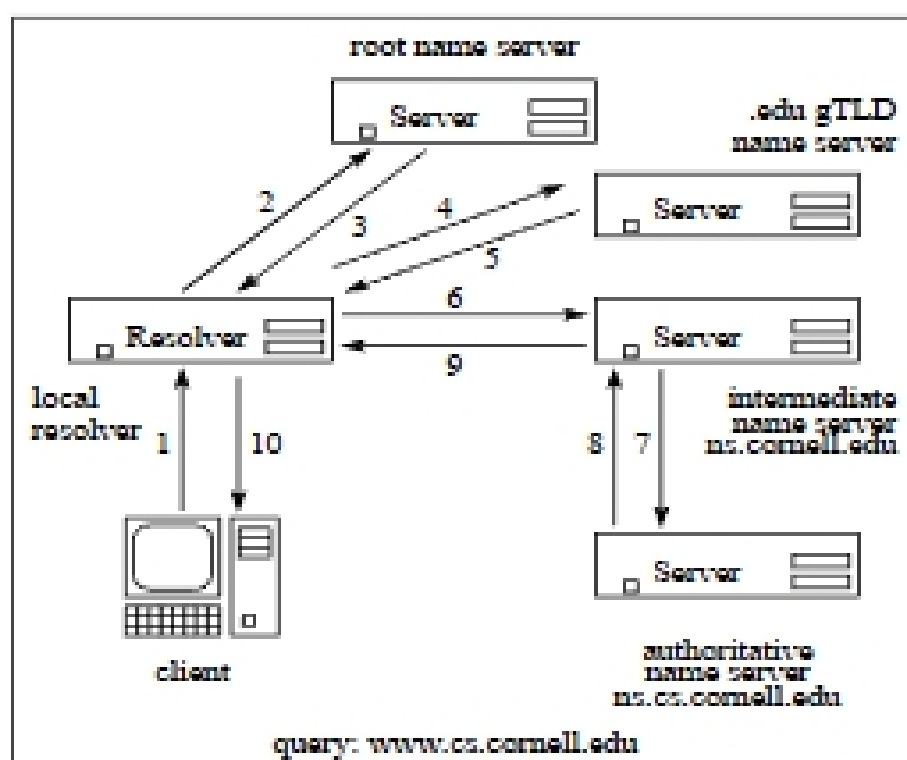 root name server
Server
.edu gTLD
name server
Server
2
3
4
5
6
9
Resolver
Server
local
resolver
1
10
8
7
intermediate
name server
ns.cornell.edu
Server
client
authoritative
name server
ns.cs.cornell.edu
query: www.cs.cornell.edu